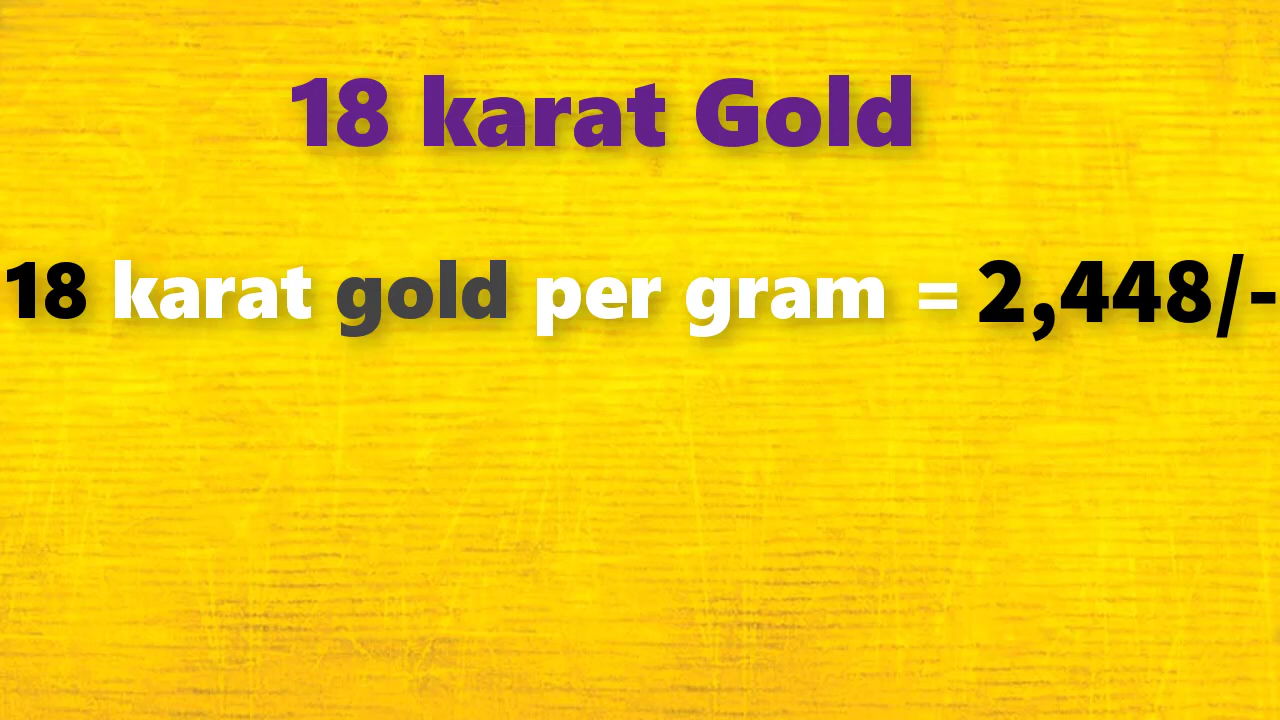 18 karat Gold
18 karat gold per gram = 2,448/-